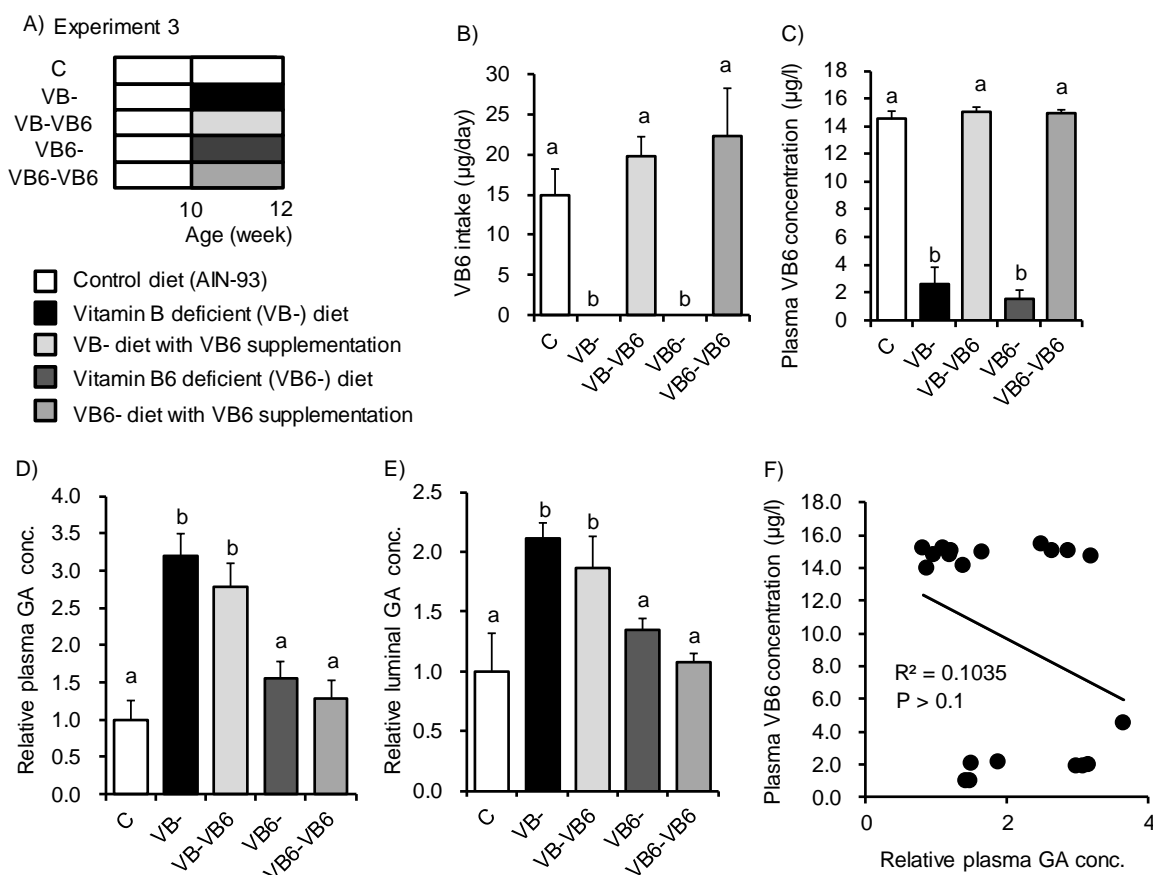 A) Experiment 3
C
VB-
VB-VB6
VB6-
VB6-VB6
10 12
Age (week)
Control diet (AIN-93)
Vitamin B deficient (VB-) diet
VB- diet with VB6 supplementation
Vitamin B6 deficient (VB6-) diet
VB6- diet with VB6 supplementation
B)
VB6 intake (µg/day)
30
25
20
15
10
5
0
a
b
a
b
a
C
VB-
VB-VB6
VB6-
VB6-VB6
C)
Plasma VB6 concentration (µg/l)
18
16
14
12
10
8
6
4
2
0
a
b
a
b
a
C
VB-
VB-VB6
VB6-
VB6-VB6
D)
Relative plasma GA conc.
4.0
3.5
3.0
2.5
2.0
1.5
1.0
0.5
0.0
a
b
b
a
a
C
VB-
VB-VB6
VB6-
VB6-VB6
E)
Relative luminal GA conc.
2.5
2.0
1.5
1.0
0.5
0.0
a
b
b
a
a
C
VB-
VB-VB6
VB6-
VB6-VB6
F)
Plasma VB6 concentration (µg/l)
18.0
16.0
14.0
12.0
10.0
8.0
6.0
4.0
2.0
0.0
R² = 0.1035
P > 0.1
0 2 4
Relative plasma GA conc.